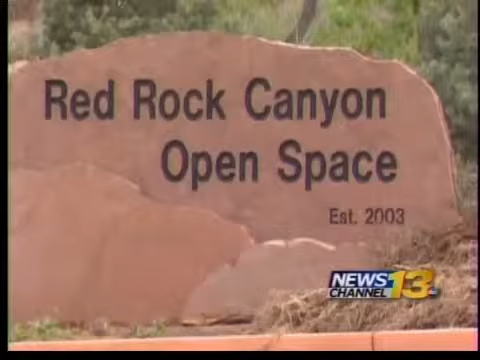 Red Rock Canyon
Open Space
Est. 2003
NEWS 13
CHANNEL